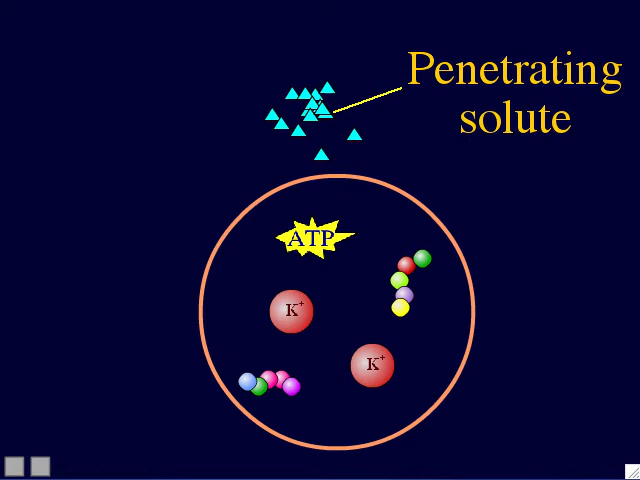 Penetrating
solute
ATP
K+
K+